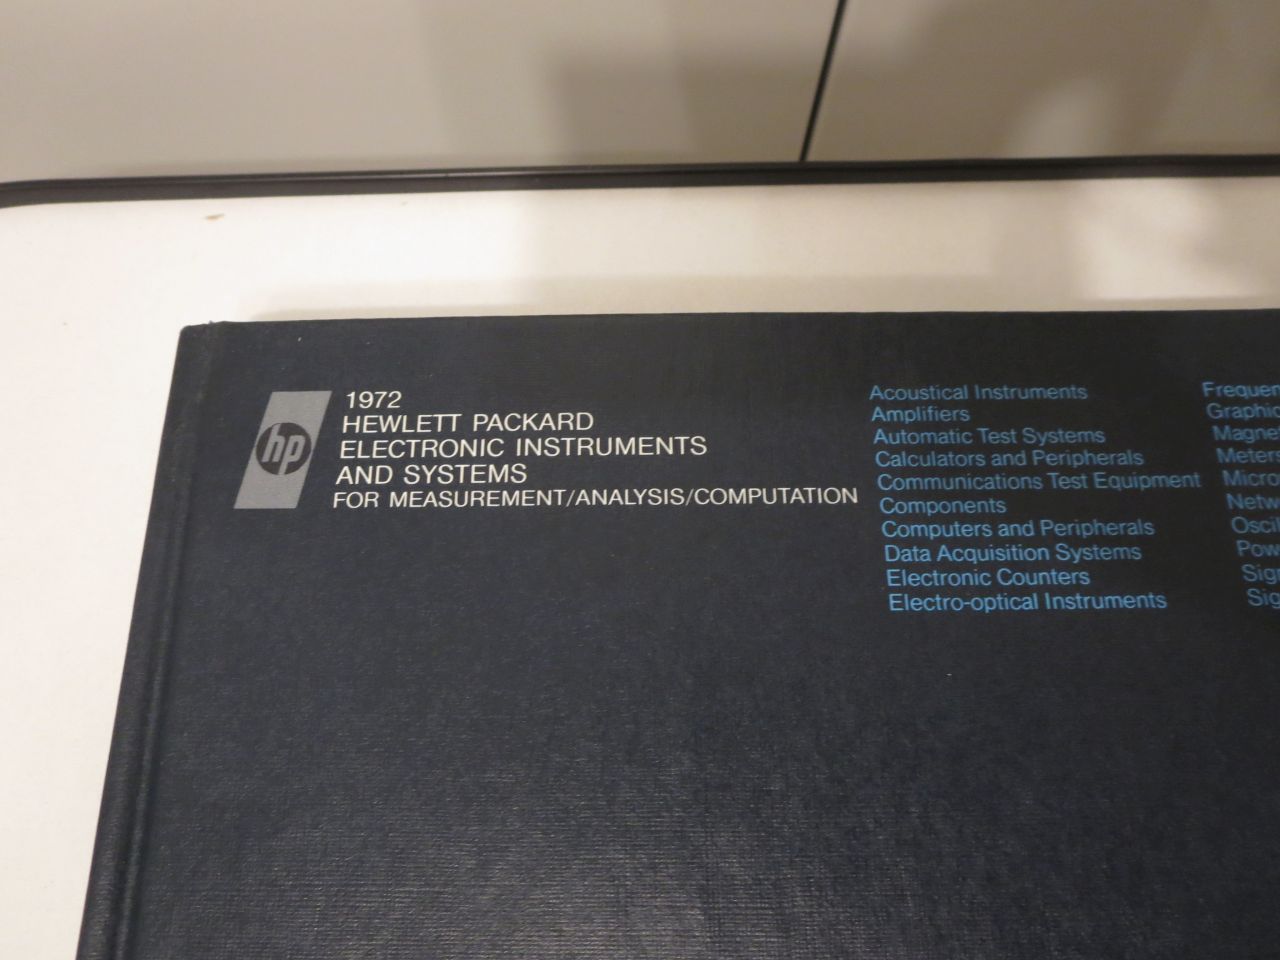 hp
1972
HEWLETT PACKARD
ELECTRONIC INSTRUMENTS
AND SYSTEMS
FOR MEASUREMENT/ANALYSIS/COMPUTATION
Acoustical Instruments
Amplifiers
Automatic Test Systems
Calculators and Peripherals
Communications Test Equipment
Components
Computers and Peripherals
Data Acquisition Systems
Electronic Counters
Electro-optical Instruments